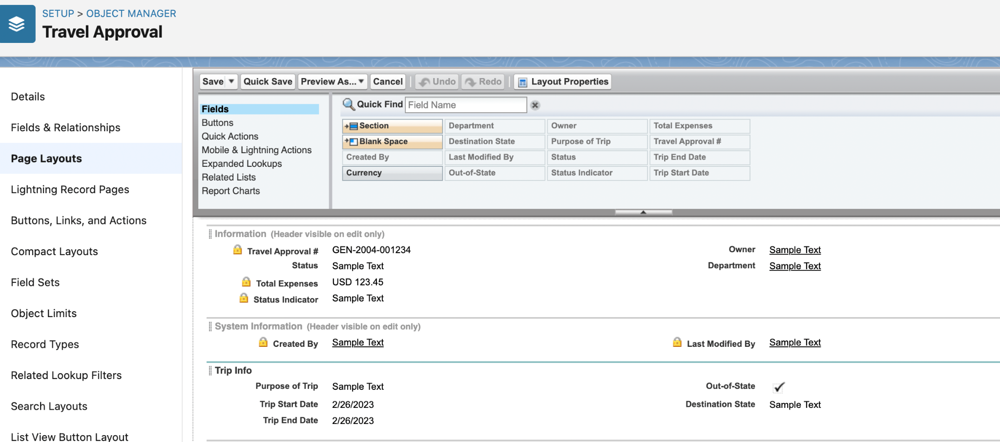 SETUP > OBJECT MANAGER
Travel Approval
Details
Fields & Relationships
Page Layouts
Lightning Record Pages
Buttons, Links, and Actions
Compact Layouts
Field Sets
Object Limits
Record Types
Related Lookup Filters
Search Layouts
List View Button Layout
Save Quick Save Preview As... Cancel Undo Redo Layout Properties
Fields
Buttons
Quick Actions
Mobile & Lightning Actions
Expanded Lookups
Related Lists
Report Charts
Quick Find Field Name
Section Department Owner Total Expenses
Blank Space Destination State Purpose of Trip Travel Approval #
Created By Last Modified By Status Trip End Date
Currency Out-of-State Status Indicator Trip Start Date
Information (Header visible on edit only)
Travel Approval # GEN-2004-001234 Owner Sample Text
Status Sample Text Department Sample Text
Total Expenses USD 123.45
Status Indicator Sample Text
System Information (Header visible on edit only)
Created By Sample Text Last Modified By Sample Text
Trip Info
Purpose of Trip Sample Text Out-of-State
Trip Start Date 2/26/2023 Destination State Sample Text
Trip End Date 2/26/2023